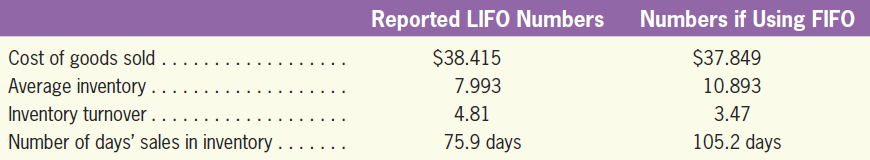 Reported LIFO Numbers Numbers if Using FIFO
Cost of goods sold . . . . . . . . . . . . . . . . . . $38.415 $37.849
Average inventory . . . . . . . . . . . . . . . . . . . 7.993 10.893
Inventory turnover . . . . . . . . . . . . . . . . . . . 4.81 3.47
Number of days’ sales in inventory . . . . . . . 75.9 days 105.2 days